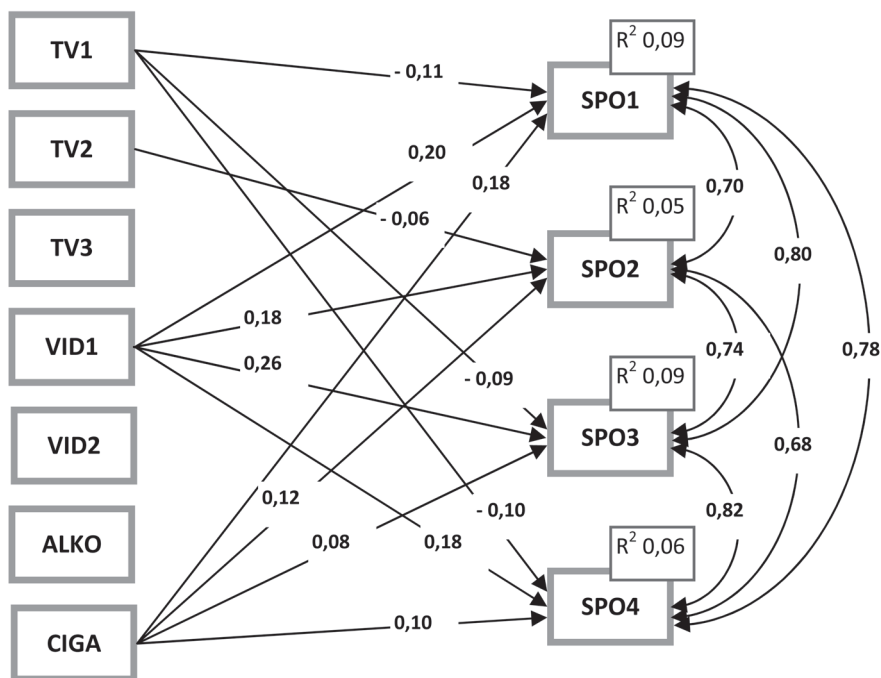 TV1
TV2
TV3
VID1
VID2
ALKO
CIGA
- 0,11
0,20
0,18
- 0,06
0,18
0,26
- 0,09
0,12
- 0,10
0,08
0,18
0,10
R² 0,09
SPO1
R² 0,05
SPO2
R² 0,09
SPO3
R² 0,06
SPO4
0,70
0,80
0,74
0,78
0,68
0,82